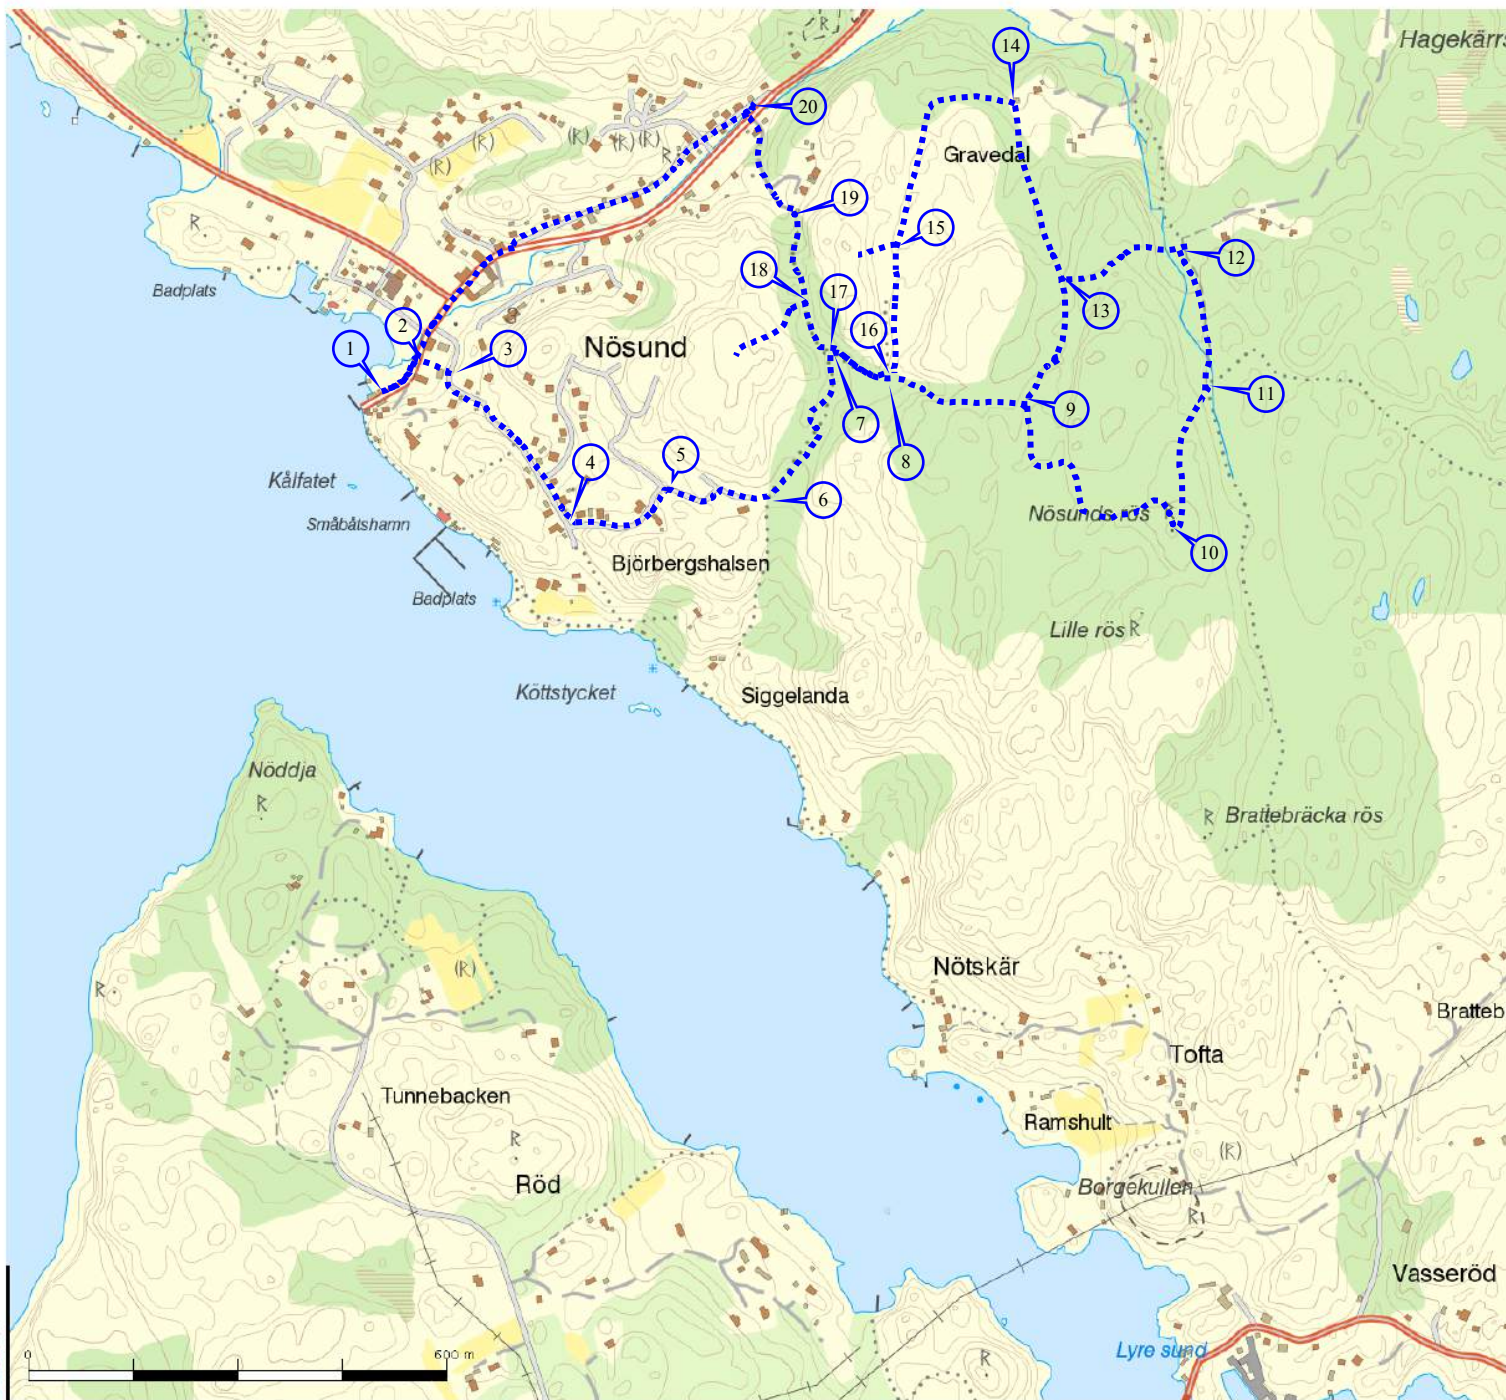 R
Hagekärrs
14
20
(R)
(R)
(R)
(R)
(R)
R
Gravedal
R
19
15
12
18
17
13
Badplats
2
1
3
16
Nösund
11
9
7
4
5
8
Kålfatet
6
Småbåtshamn
Nösunds rös
10
Björbergshalsen
Badplats
Lille rös R
Köttstycket
Siggelanda
Nöddja
R
R Brattebräcka rös
(R)
Nötskär
R
Bratteb
Tofta
Tunnebacken
Ramshult
R
(R)
Röd
Borgekullen
R
Vasseröd
Lyre sund
R
0
600 m